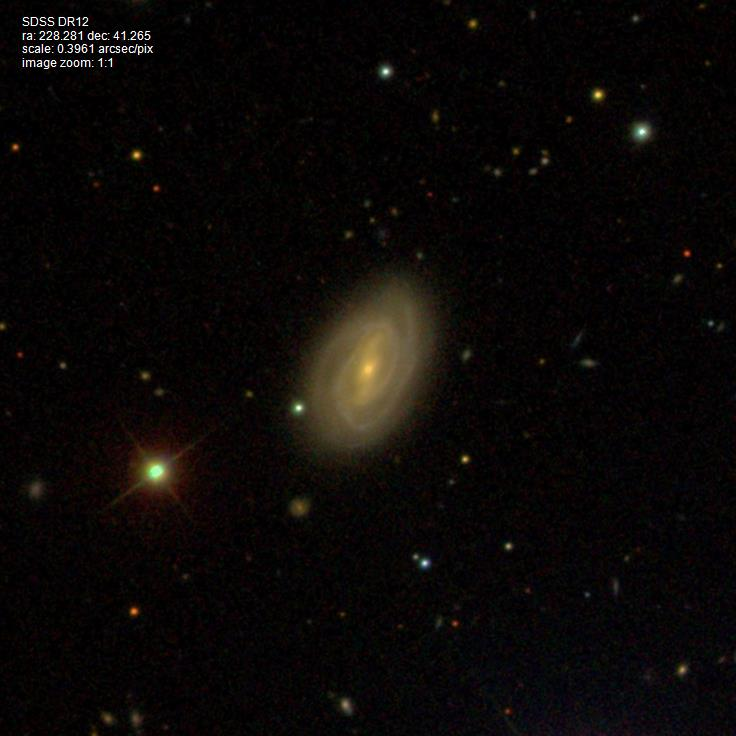 SDSS DR12
ra: 228.281 dec: 41.265
scale: 0.3961 arcsec/pix
image zoom: 1:1